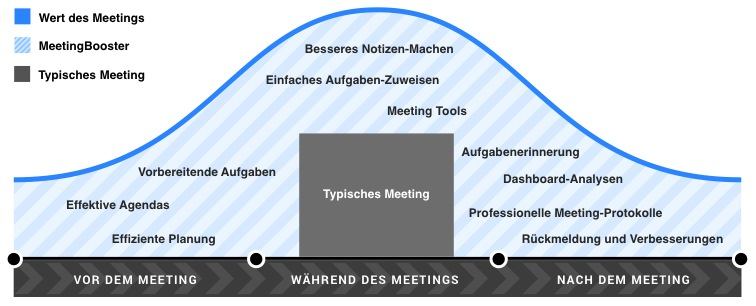 Wert des Meetings
MeetingBooster
Typisches Meeting
Besseres Notizen-Machen
Einfaches Aufgaben-Zuweisen
Meeting Tools
Aufgabenerinnerung
Vorbereitende Aufgaben
Dashboard-Analysen
Typisches Meeting
Effektive Agendas
Professionelle Meeting-Protokolle
Effiziente Planung
Rückmeldung und Verbesserungen
VOR DEM MEETING
WÄHREND DES MEETINGS
NACH DEM MEETING